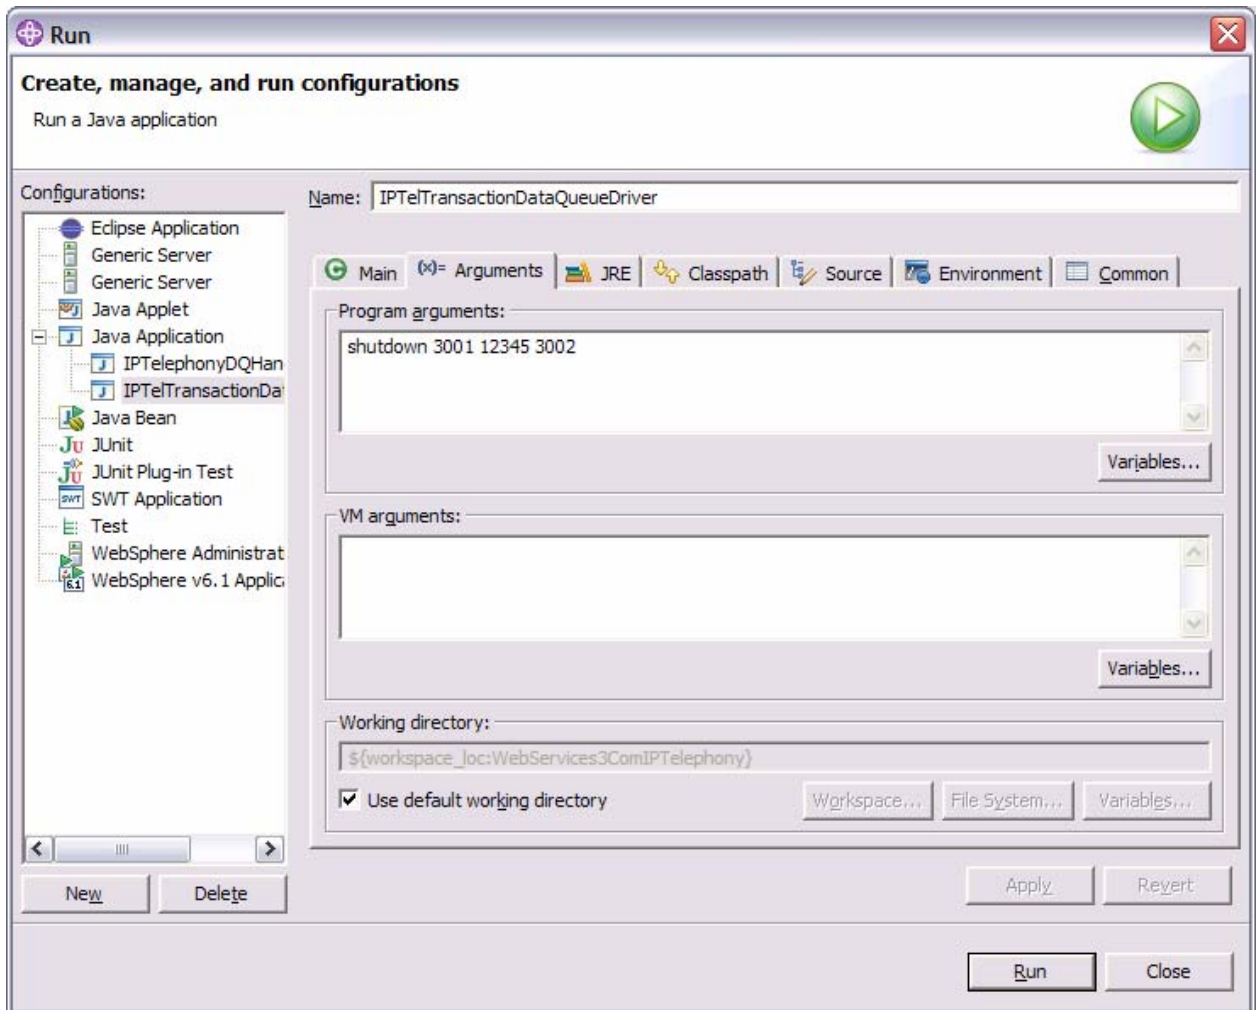 Run
Create, manage, and run configurations
Run a Java application
Configurations:
Eclipse Application
Generic Server
Generic Server
Java Applet
Java Application
IPTelephonyDQHan
IPTelTransactionDa
Java Bean
JUnit
JUnit Plug-in Test
SWT Application
Test
WebSphere Administrat
WebSphere v6.1 Applic
New
Delete
Name: IPTelTransactionDataQueueDriver
Main (x)= Arguments JRE Classpath Source Environment Common
Program arguments:
shutdown 3001 12345 3002
Variables...
VM arguments:
Variables...
Working directory:
${workspace_loc:WebServices3ComIPTelephony}
Use default working directory
Workspace... File System... Variables...
Apply Revert
Run Close